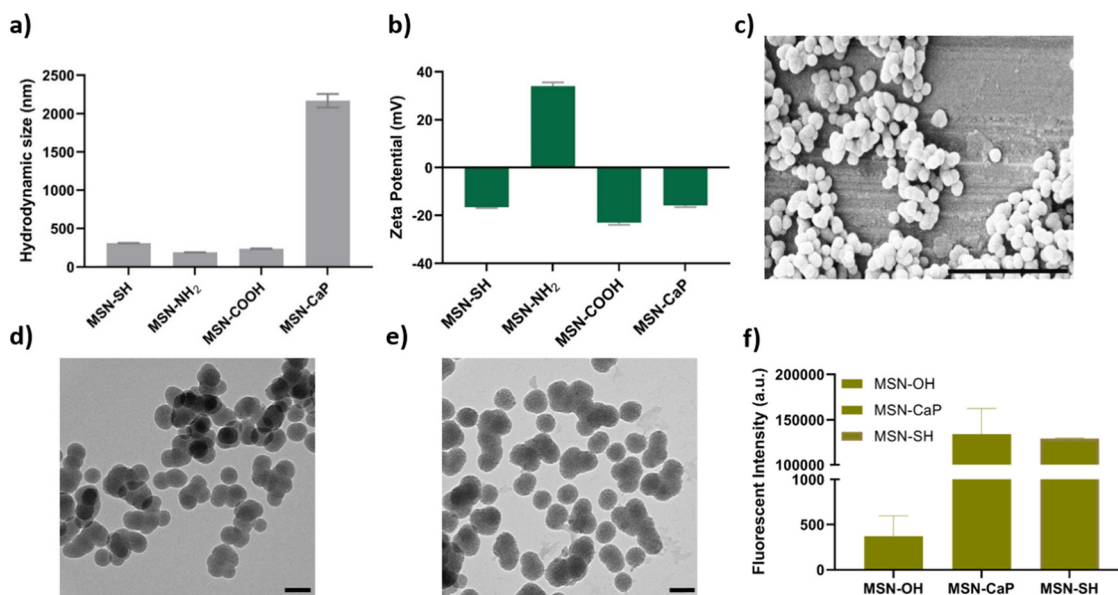 a)
Hydrodynamic size (nm)
2500
2000
1500
1000
500
0
MSN-SH
MSN-NH₂
MSN-COOH
MSN-CaP
b)
Zeta Potential (mV)
40
20
0
-20
-40
MSN-SH
MSN-NH₂
MSN-COOH
MSN-CaP
c)
d)
e)
f)
Fluorescent Intensity (a.u.)
200000
150000
100000
1000
500
0
MSN-OH
MSN-CaP
MSN-SH
MSN-OH
MSN-CaP
MSN-SH